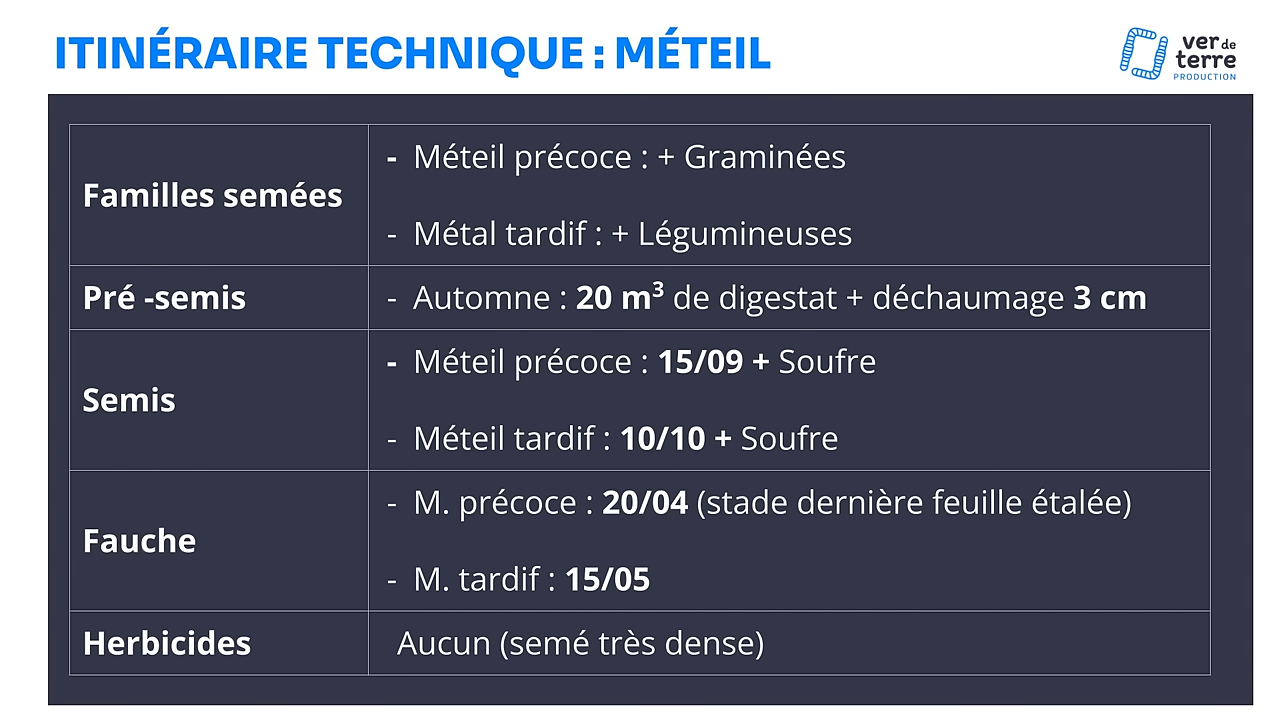 ITINÉRAIRE TECHNIQUE : MÉTEIL
ver de
terre
PRODUCTION
Familles semées
- Méteil précoce : + Graminées
- Métal tardif : + Légumineuses
Pré -semis
- Automne : 20 m³ de digestat + déchaumage 3 cm
Semis
- Méteil précoce : 15/09 + Soufre
- Méteil tardif : 10/10 + Soufre
Fauche
- M. précoce : 20/04 (stade dernière feuille étalée)
- M. tardif : 15/05
Herbicides
Aucun (semé très dense)